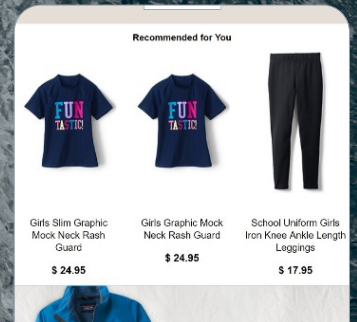 Recommended for You
FUN
TASTIC!
FUN
TASTIC!
Girls Slim Graphic
Mock Neck Rash
Guard
$ 24.95
Girls Graphic Mock
Neck Rash Guard
$ 24.95
School Uniform Girls
Iron Knee Ankle Length
Leggings
$ 17.95